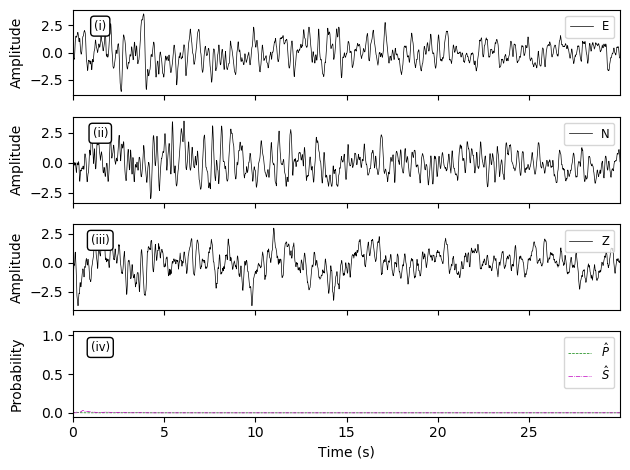 Amplitude
2.5
0.0
−2.5
(i)
E
Amplitude
2.5
0.0
−2.5
(ii)
N
Amplitude
2.5
0.0
−2.5
(iii)
Z
Probability
1.0
0.5
0.0
(iv)
P̂
Ŝ
0 5 10 15 20 25
Time (s)